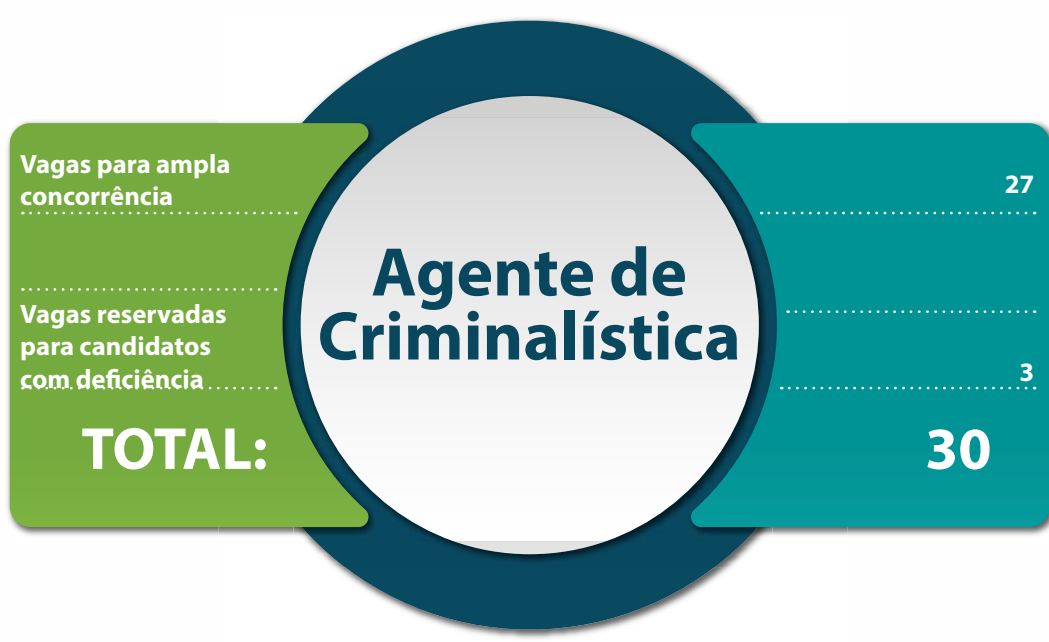 Vagas para ampla
concorrência
27
Agente de
Criminalística
Vagas reservadas
para candidatos
com deficiência
3
TOTAL:
30